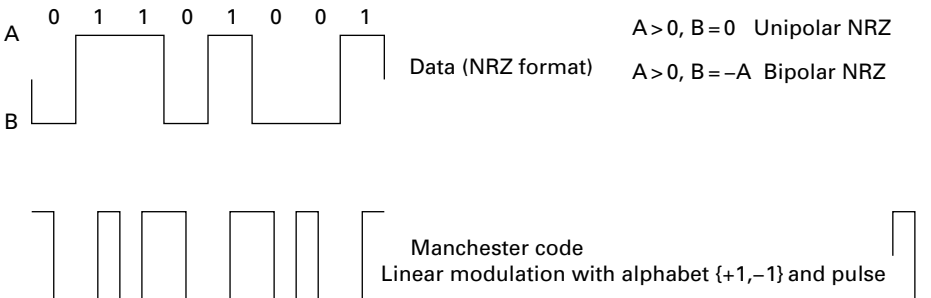 0 1 1 0 1 0 0 1
A
A > 0, B = 0 Unipolar NRZ
Data (NRZ format)
A > 0, B = –A Bipolar NRZ
B
Manchester code
Linear modulation with alphabet {+1,–1} and pulse